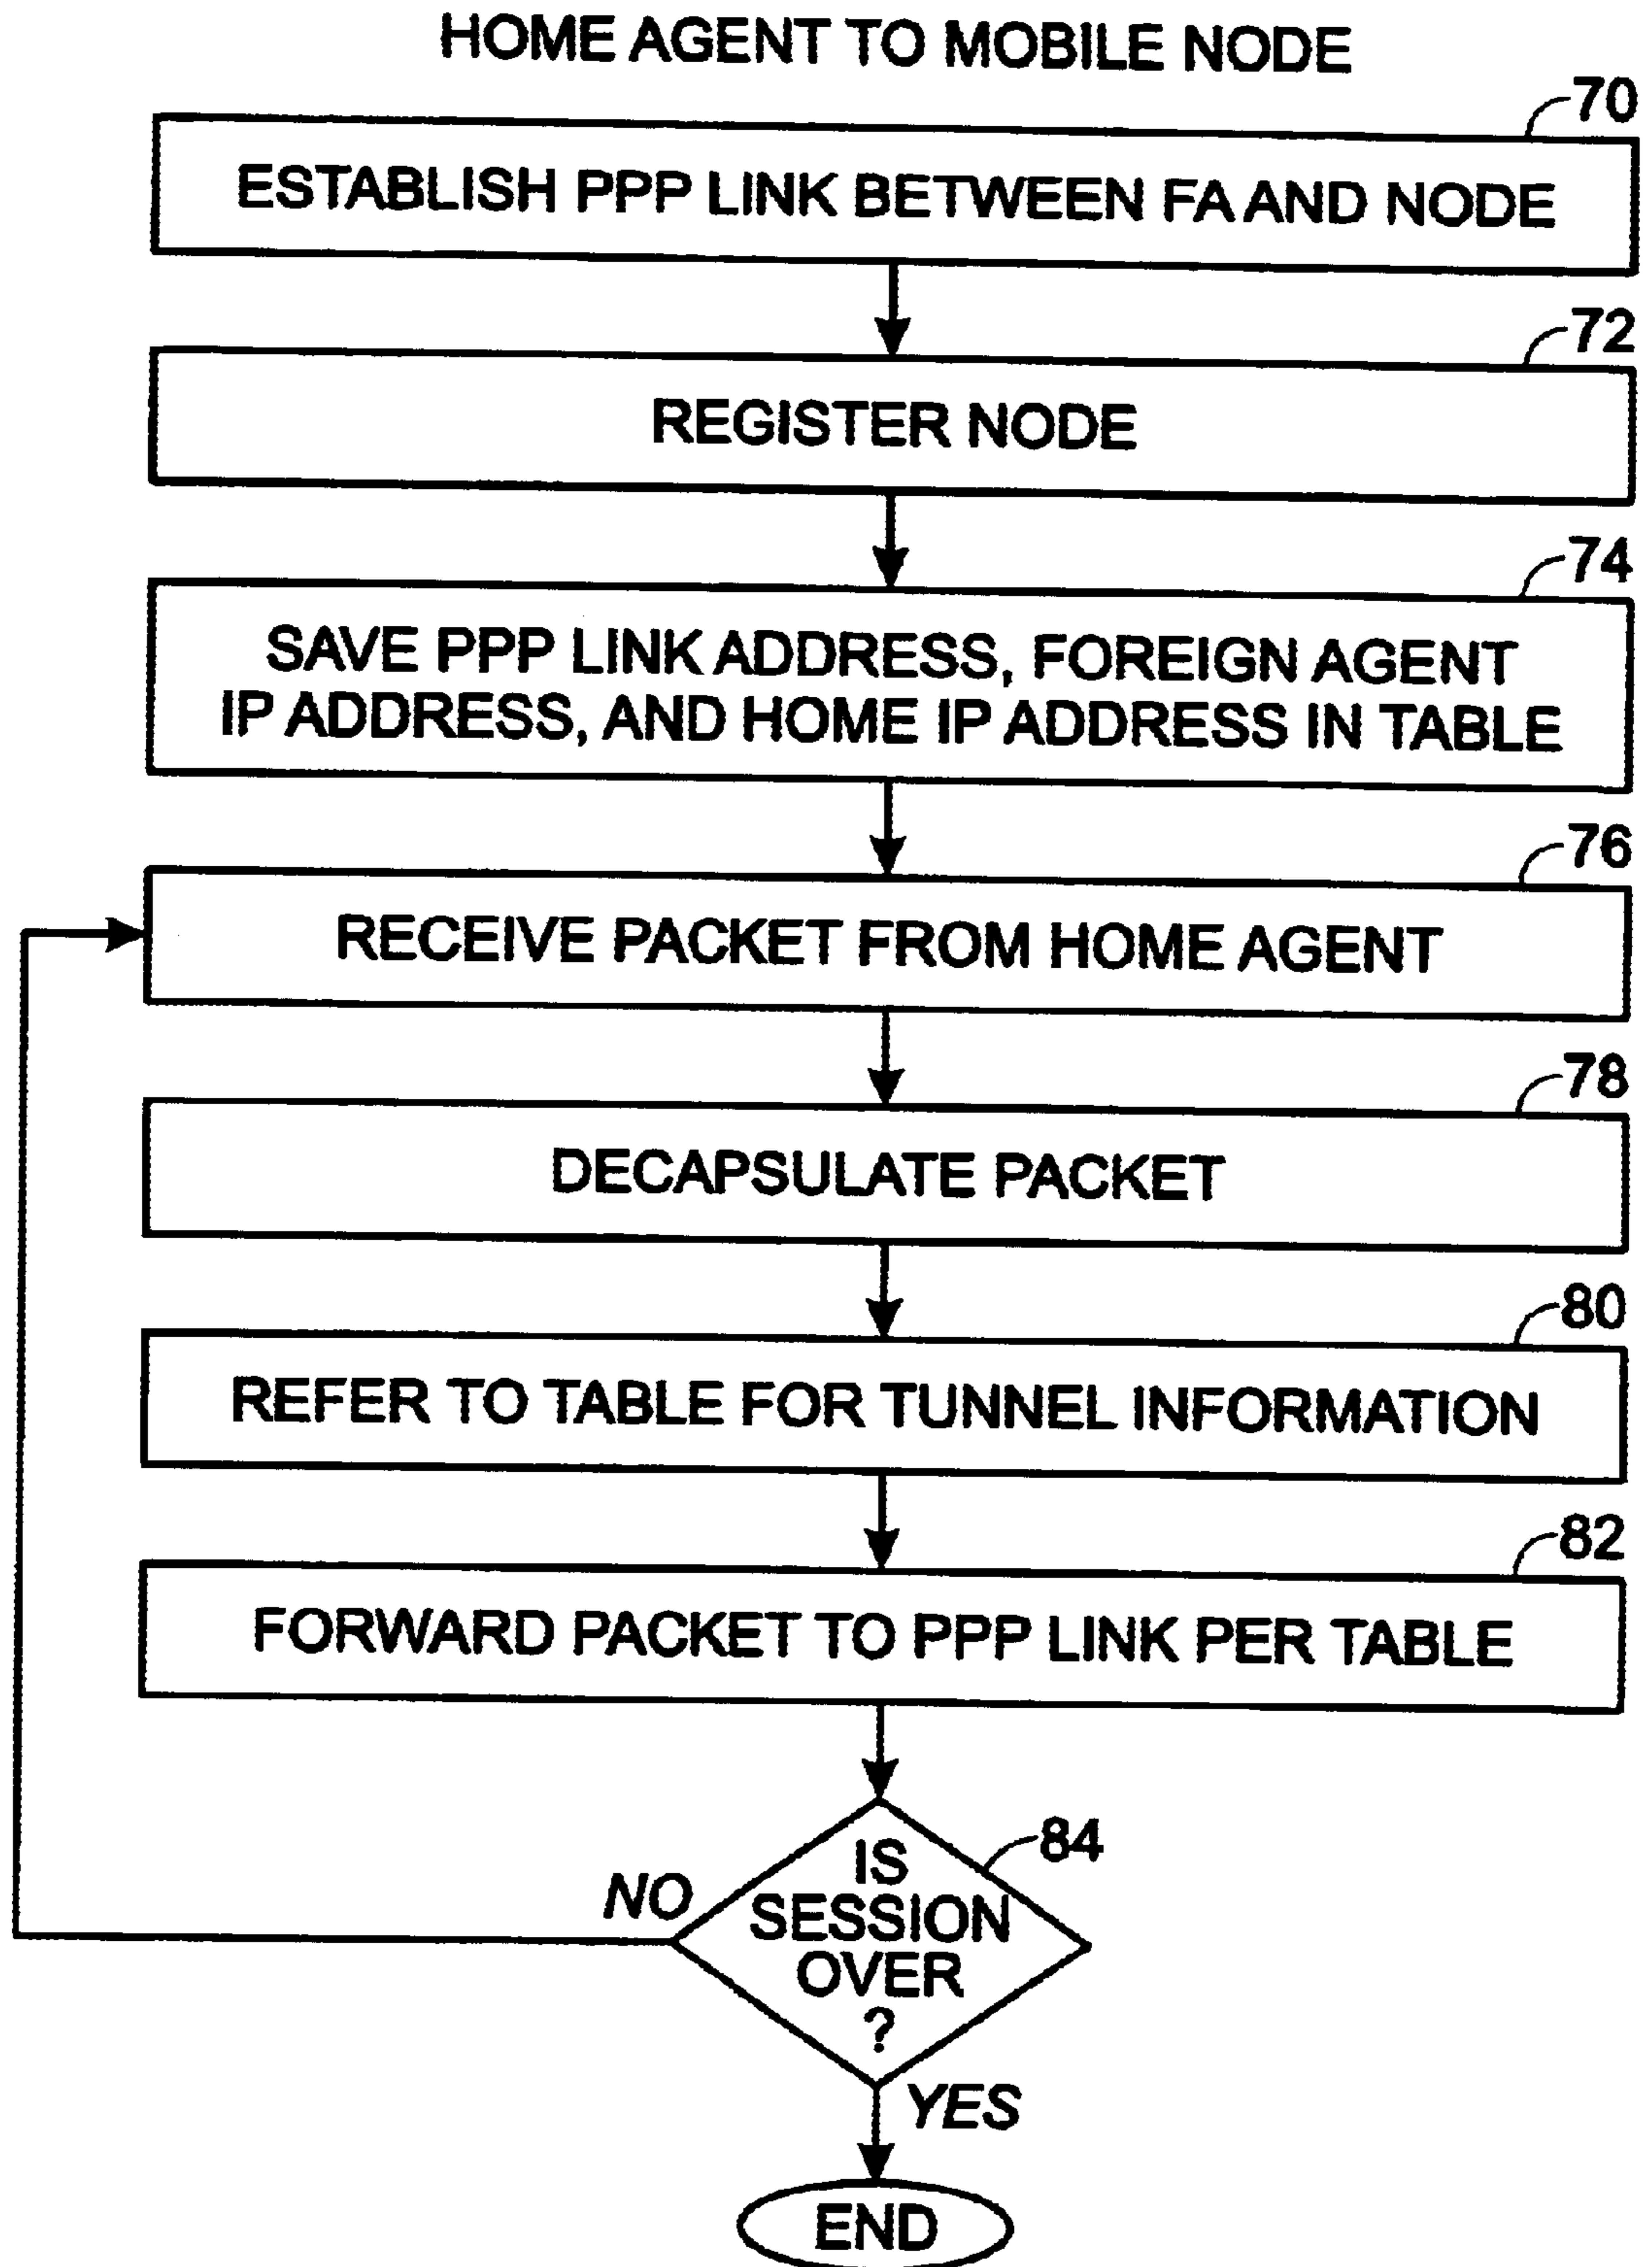 HOME AGENT TO MOBILE NODE
70
ESTABLISH PPP LINK BETWEEN FA AND NODE
72
REGISTER NODE
74
SAVE PPP LINK ADDRESS, FOREIGN AGENT
IP ADDRESS, AND HOME IP ADDRESS IN TABLE
76
RECEIVE PACKET FROM HOME AGENT
78
DECAPSULATE PACKET
80
REFER TO TABLE FOR TUNNEL INFORMATION
82
FORWARD PACKET TO PPP LINK PER TABLE
84
IS
SESSION
OVER
?
NO
YES
END